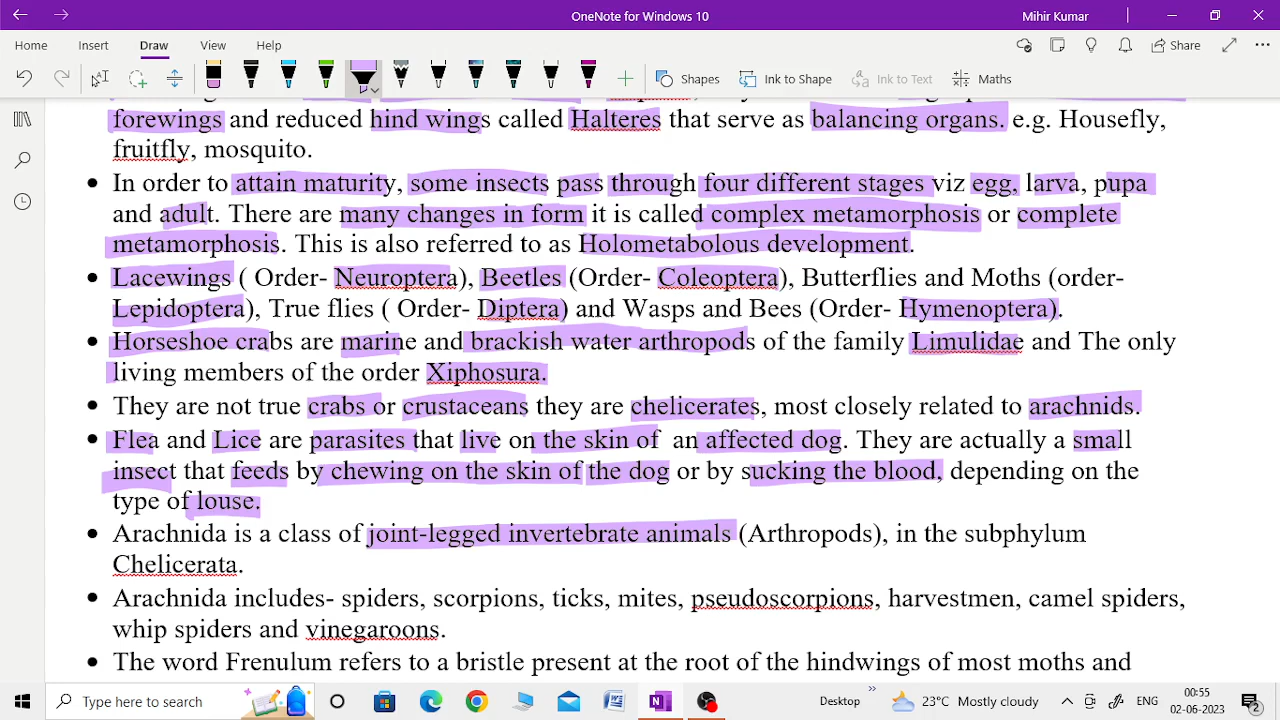 OneNote for Windows 10
Mihir Kumar
Home Insert Draw View Help
Share
Shapes Ink to Shape Ink to Text Maths
forewings and reduced hind wings called Halteres that serve as balancing organs. e.g. Housefly,
fruitfly, mosquito.
• In order to attain maturity, some insects pass through four different stages viz egg, larva, pupa
and adult. There are many changes in form it is called complex metamorphosis or complete
metamorphosis. This is also referred to as Holometabolous development.
• Lacewings ( Order- Neuroptera), Beetles (Order- Coleoptera), Butterflies and Moths (order-
Lepidoptera), True flies ( Order- Diptera) and Wasps and Bees (Order- Hymenoptera).
• Horseshoe crabs are marine and brackish water arthropods of the family Limulidae and The only
living members of the order Xiphosura.
• They are not true crabs or crustaceans they are chelicerates, most closely related to arachnids.
• Flea and Lice are parasites that live on the skin of an affected dog. They are actually a small
insect that feeds by chewing on the skin of the dog or by sucking the blood, depending on the
type of louse.
• Arachnida is a class of joint-legged invertebrate animals (Arthropods), in the subphylum
Chelicerata.
• Arachnida includes- spiders, scorpions, ticks, mites, pseudoscorpions, harvestmen, camel spiders,
whip spiders and vinegaroons.
• The word Frenulum refers to a bristle present at the root of the hindwings of most moths and
Type here to search
Desktop
23°C Mostly cloudy
ENG
00:55
02-06-2023
2